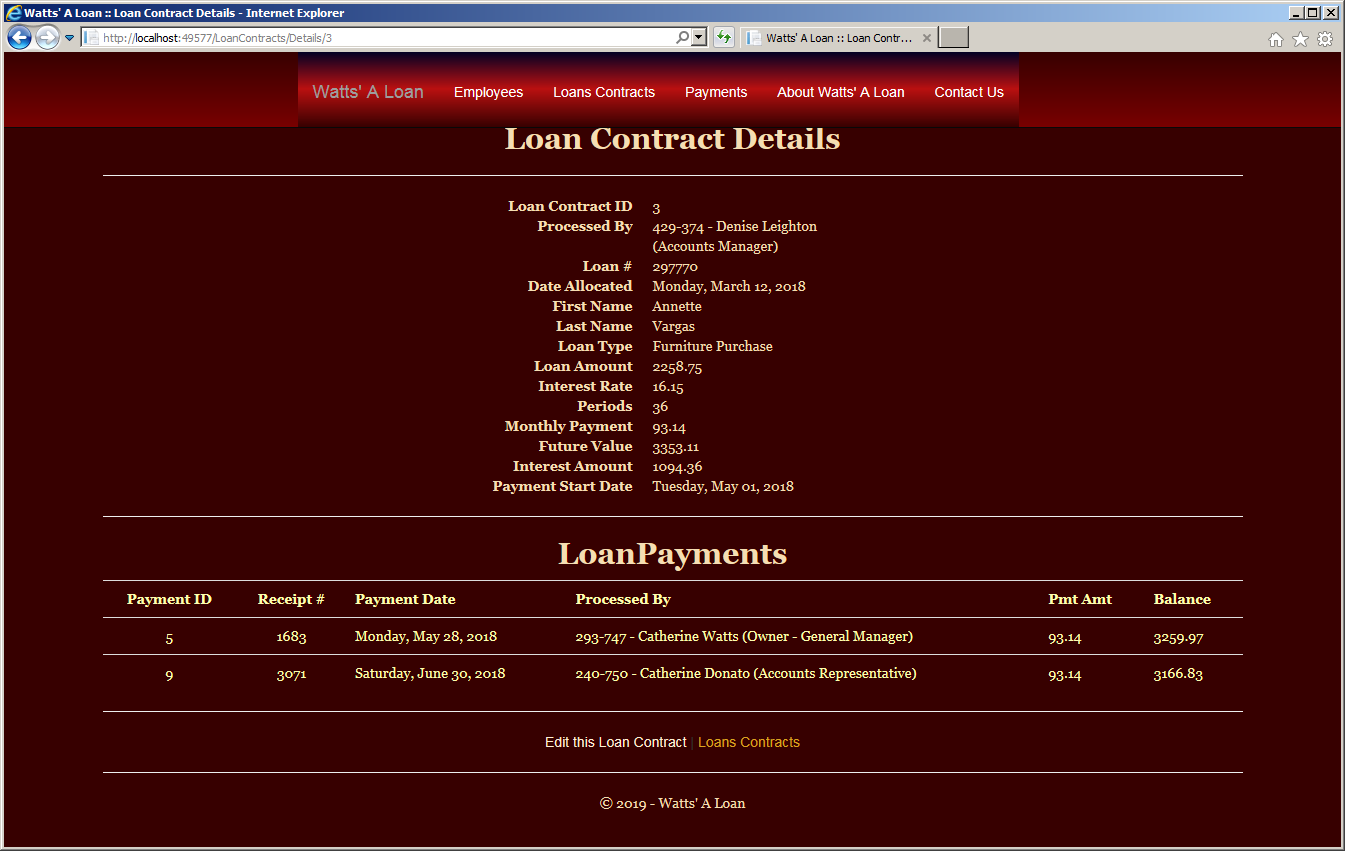 Watts' A Loan :: Loan Contract Details - Internet Explorer
http://localhost:49577/LoanContracts/Details/3
Watts' A Loan :: Loan Contr...
Watts' A Loan Employees Loans Contracts Payments About Watts' A Loan Contact Us
Loan Contract Details
Loan Contract ID 3
Processed By 429-374 - Denise Leighton
(Accounts Manager)
Loan # 297770
Date Allocated Monday, March 12, 2018
First Name Annette
Last Name Vargas
Loan Type Furniture Purchase
Loan Amount 2258.75
Interest Rate 16.15
Periods 36
Monthly Payment 93.14
Future Value 3353.11
Interest Amount 1094.36
Payment Start Date Tuesday, May 01, 2018
LoanPayments
Payment ID Receipt # Payment Date Processed By Pmt Amt Balance
5 1683 Monday, May 28, 2018 293-747 - Catherine Watts (Owner - General Manager) 93.14 3259.97
9 3071 Saturday, June 30, 2018 240-750 - Catherine Donato (Accounts Representative) 93.14 3166.83
Edit this Loan Contract | Loans Contracts
© 2019 - Watts' A Loan